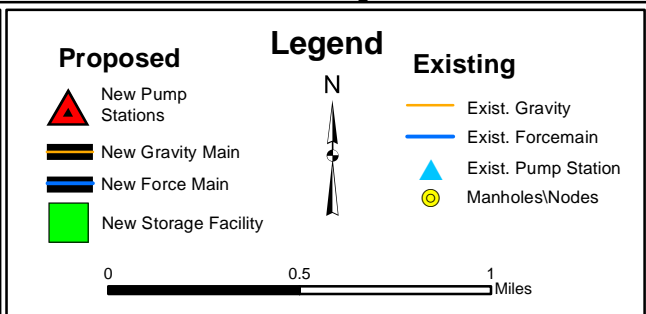 Legend
Proposed
New Pump
Stations
New Gravity Main
New Force Main
New Storage Facility
N
Existing
Exist. Gravity
Exist. Forcemain
Exist. Pump Station
Manholes\Nodes
0 0.5 1
Miles